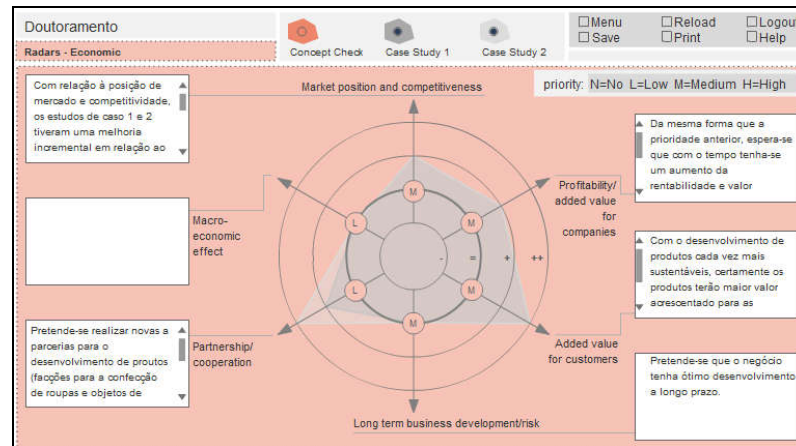 Doutoramento
Radars - Economic
Concept Check
Case Study 1
Case Study 2
Menu
Reload
Logou
Save
Print
Help
priority: N=No L=Low M=Medium H=High
Com relação à posição de
mercado e competitividade,
os estudos de caso 1 e 2
tiveram uma melhoria
incremental em relação ao
Market position and competitiveness
Da mesma forma que a
prioridade anterior, espera-se
que com o tempo tenha-se
um aumento da
rentabilidade e valor
Profitability/
added value
for
companies
Macro-
economic
effect
M
L
M
- = + ++
L
M
M
Com o desenvolvimento de
produtos cada vez mais
sustentáveis, certamente os
produtos terão maior valor
acrescentado para as
Pretende-se realizar novas a
parcerias para o
desenvolvimento de proutos
(facções para a confecção
de roupas e objetos de
Partnership/
cooperation
Added value
for customers
Pretende-se que o negócio
tenha ótimo desenvolvimento
a longo prazo.
Long term business development/risk